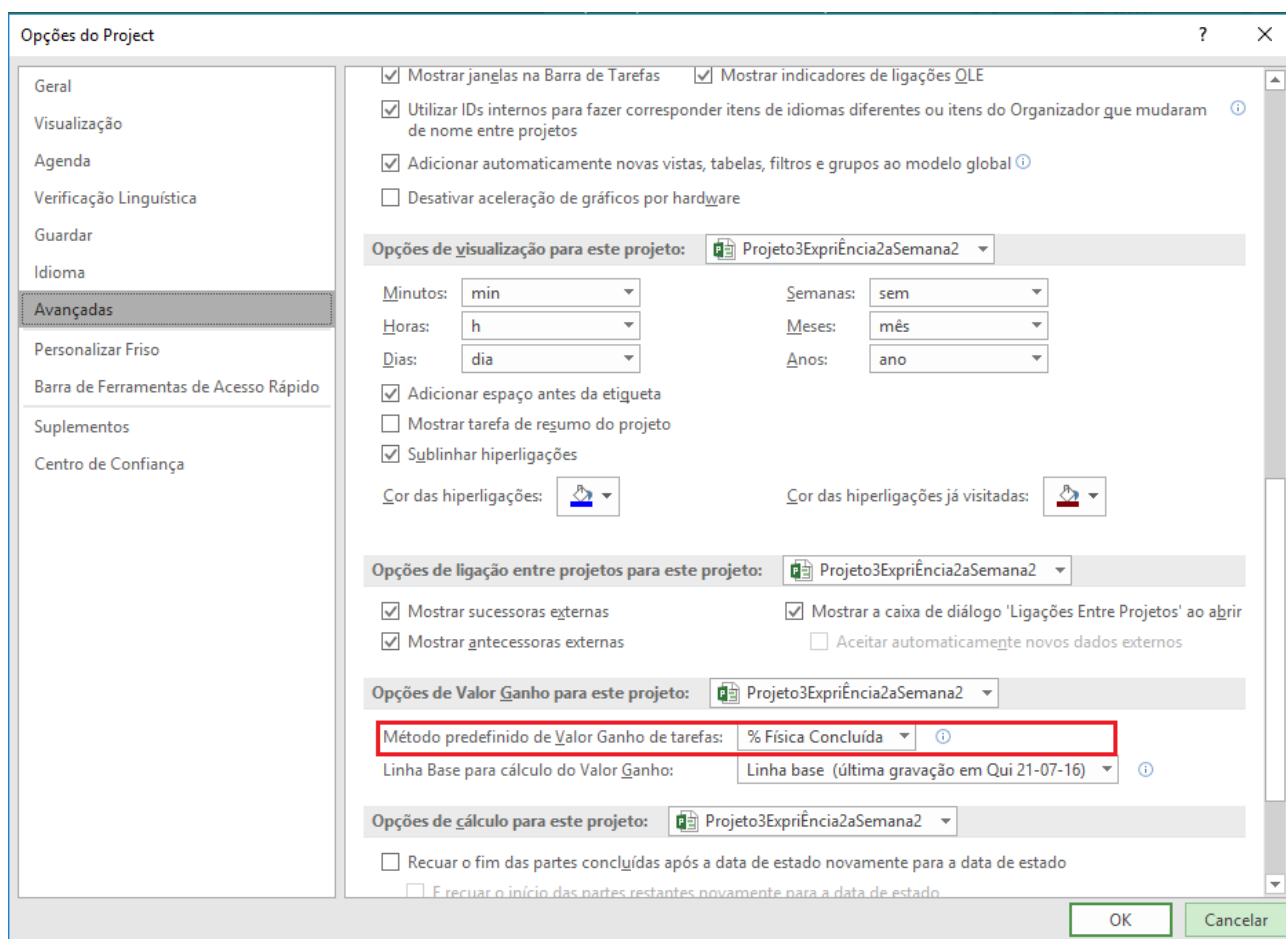 Opções do Project
?
Geral
Visualização
Agenda
Verificação Linguística
Guardar
Idioma
Avançadas
Personalizar Friso
Barra de Ferramentas de Acesso Rápido
Suplementos
Centro de Confiança
Mostrar janelas na Barra de Tarefas Mostrar indicadores de ligações OLE
Utilizar IDs internos para fazer corresponder itens de idiomas diferentes ou itens do Organizador que mudaram
de nome entre projetos
Adicionar automaticamente novas vistas, tabelas, filtros e grupos ao modelo global
Desativar aceleração de gráficos por hardware
Opções de visualização para este projeto: Projeto3ExpriÊncia2aSemana2
Minutos: min Semanas: sem
Horas: h Meses: mês
Dias: dia Anos: ano
Adicionar espaço antes da etiqueta
Mostrar tarefa de resumo do projeto
Sublinhar hiperligações
Cor das hiperligações: Cor das hiperligações já visitadas:
Opções de ligação entre projetos para este projeto: Projeto3ExpriÊncia2aSemana2
Mostrar sucessoras externas Mostrar a caixa de diálogo 'Ligações Entre Projetos' ao abrir
Mostrar antecessoras externas Aceitar automaticamente novos dados externos
Opções de Valor Ganho para este projeto: Projeto3ExpriÊncia2aSemana2
Método predefinido de Valor Ganho de tarefas: % Física Concluída
Linha Base para cálculo do Valor Ganho: Linha base (última gravação em Qui 21-07-16)
Opções de cálculo para este projeto: Projeto3ExpriÊncia2aSemana2
Recuar o fim das partes concluídas após a data de estado novamente para a data de estado
E recuar o início das partes restantes novamente para a data de estado
OK Cancelar